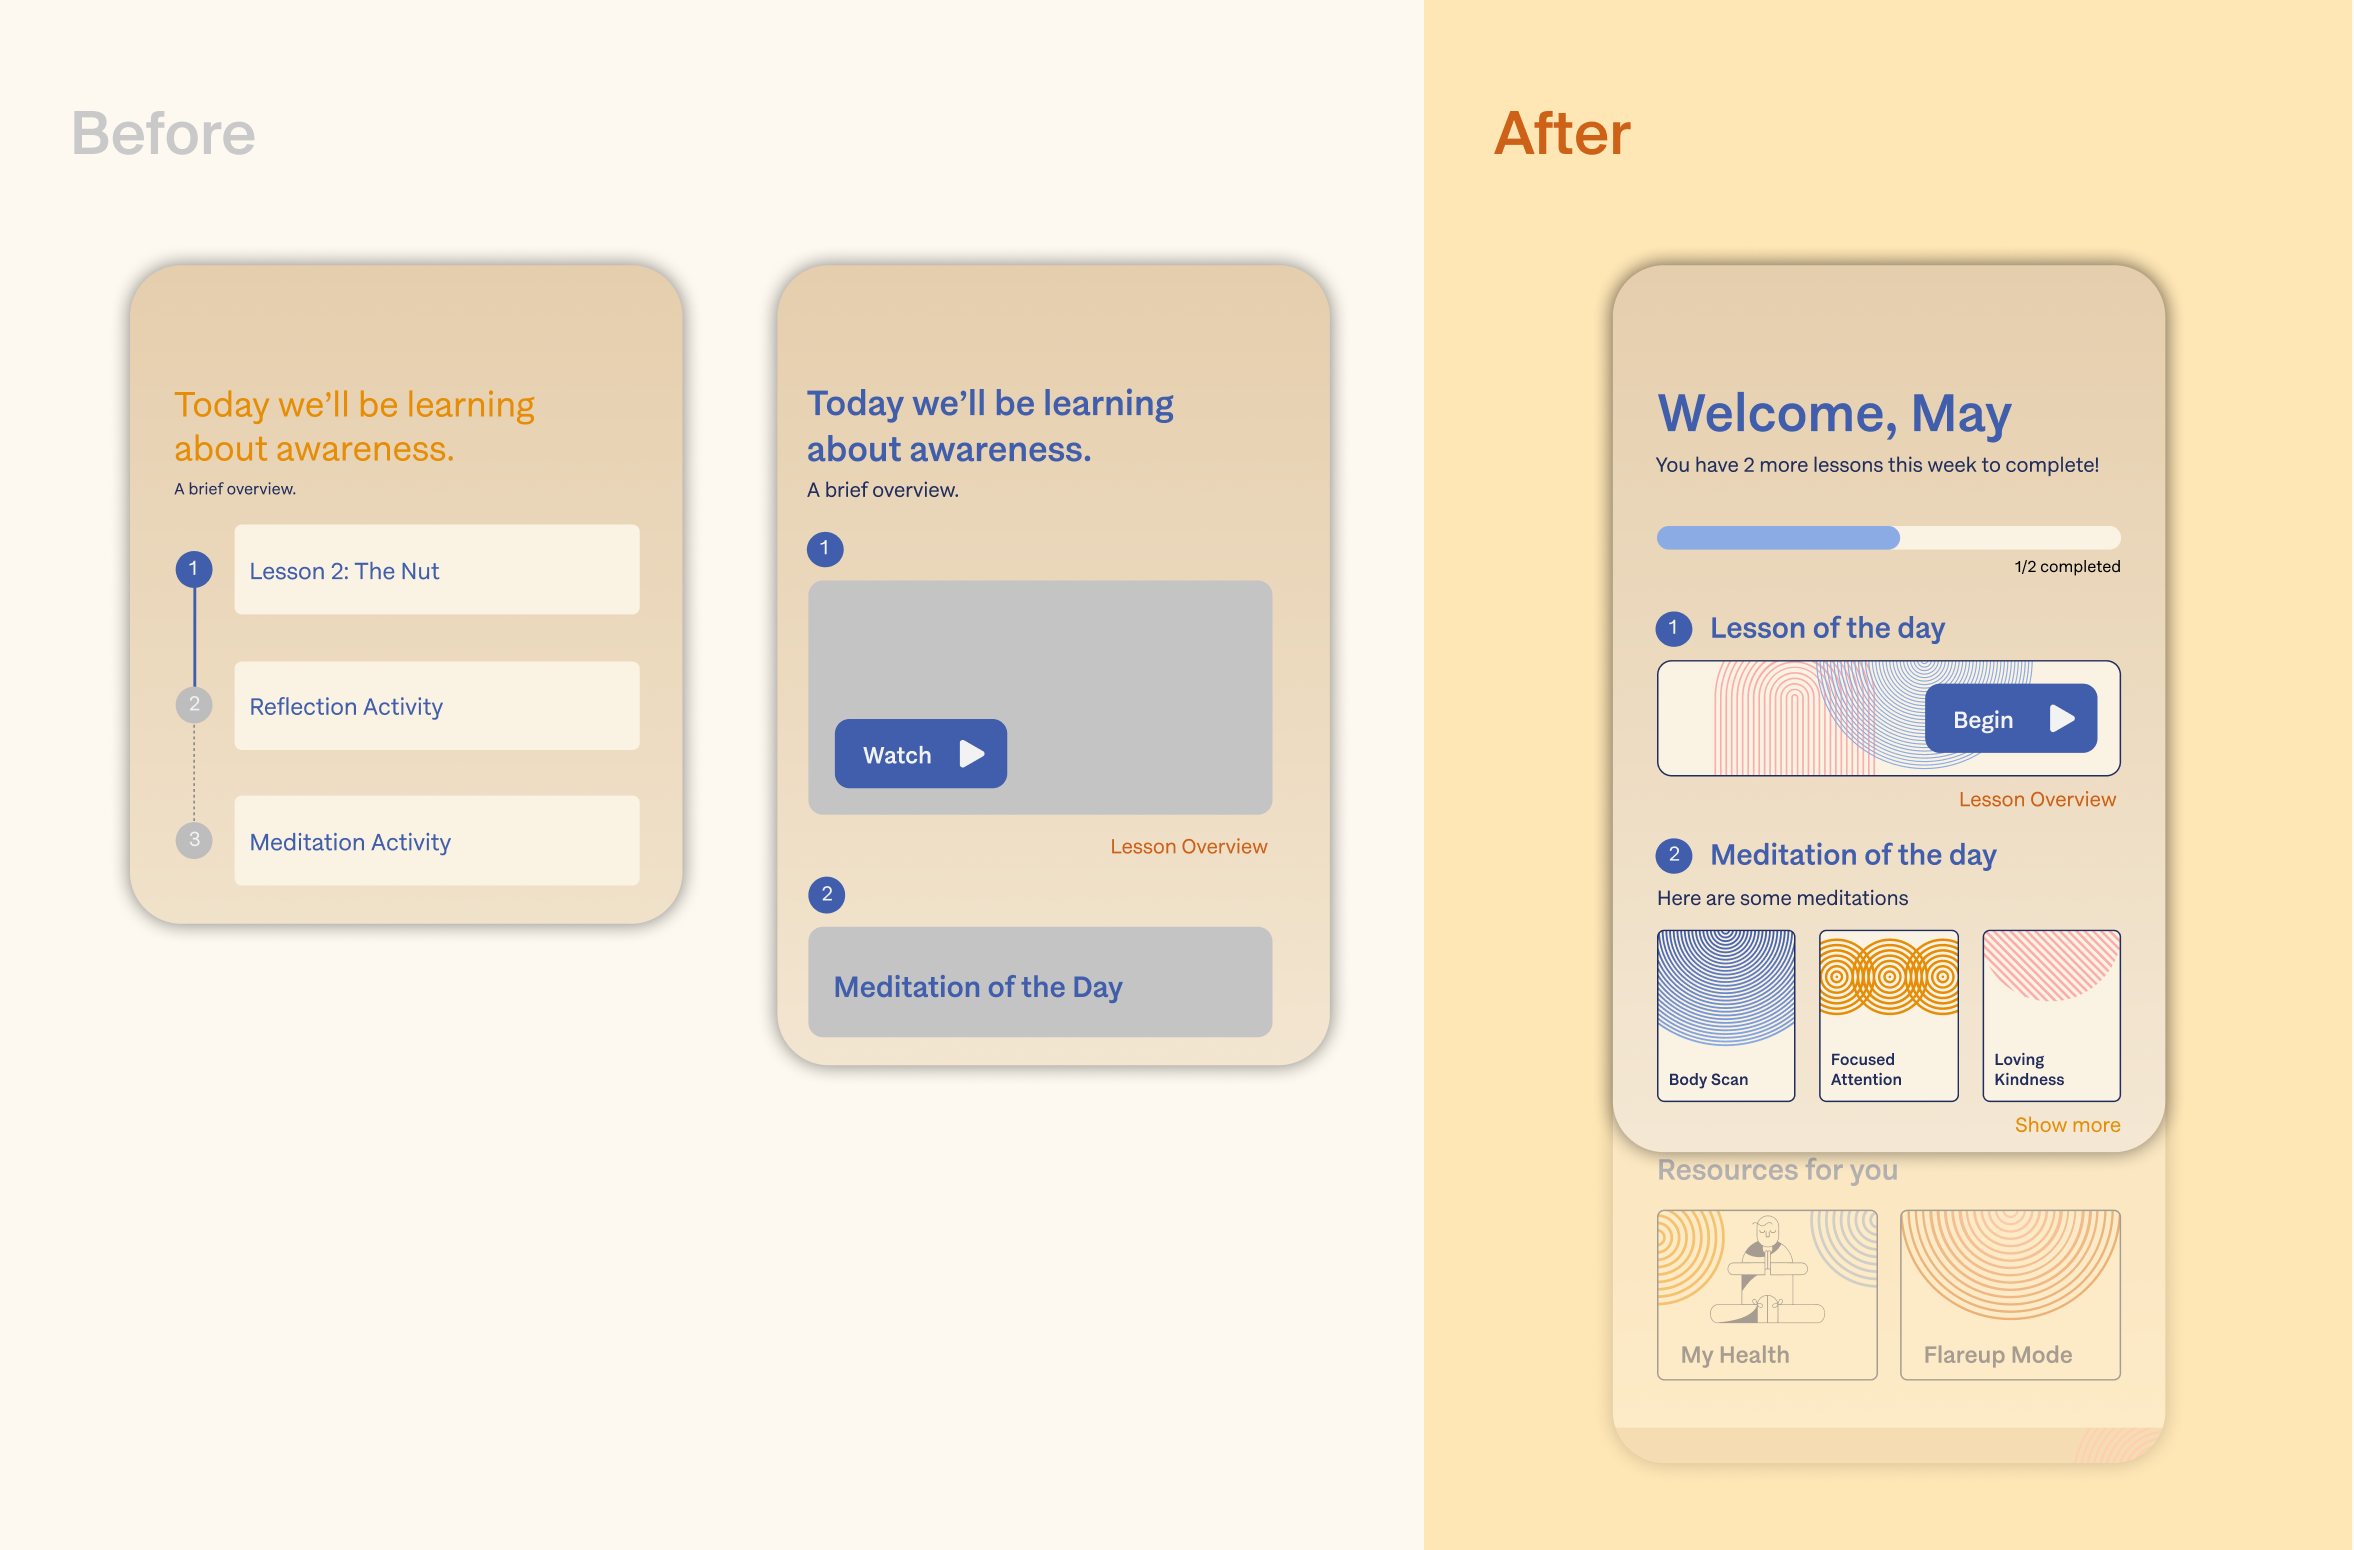 Before
Today we’ll be learning
about awareness.
A brief overview.
1
Lesson 2: The Nut
2
Reflection Activity
3
Meditation Activity
Today we’ll be learning
about awareness.
A brief overview.
1
Watch
Lesson Overview
2
Meditation of the Day
After
Welcome, May
You have 2 more lessons this week to complete!
1/2 completed
1 Lesson of the day
Begin
Lesson Overview
2 Meditation of the day
Here are some meditations
Body Scan
Focused
Attention
Loving
Kindness
Show more
Resources for you
My Health
Flareup Mode